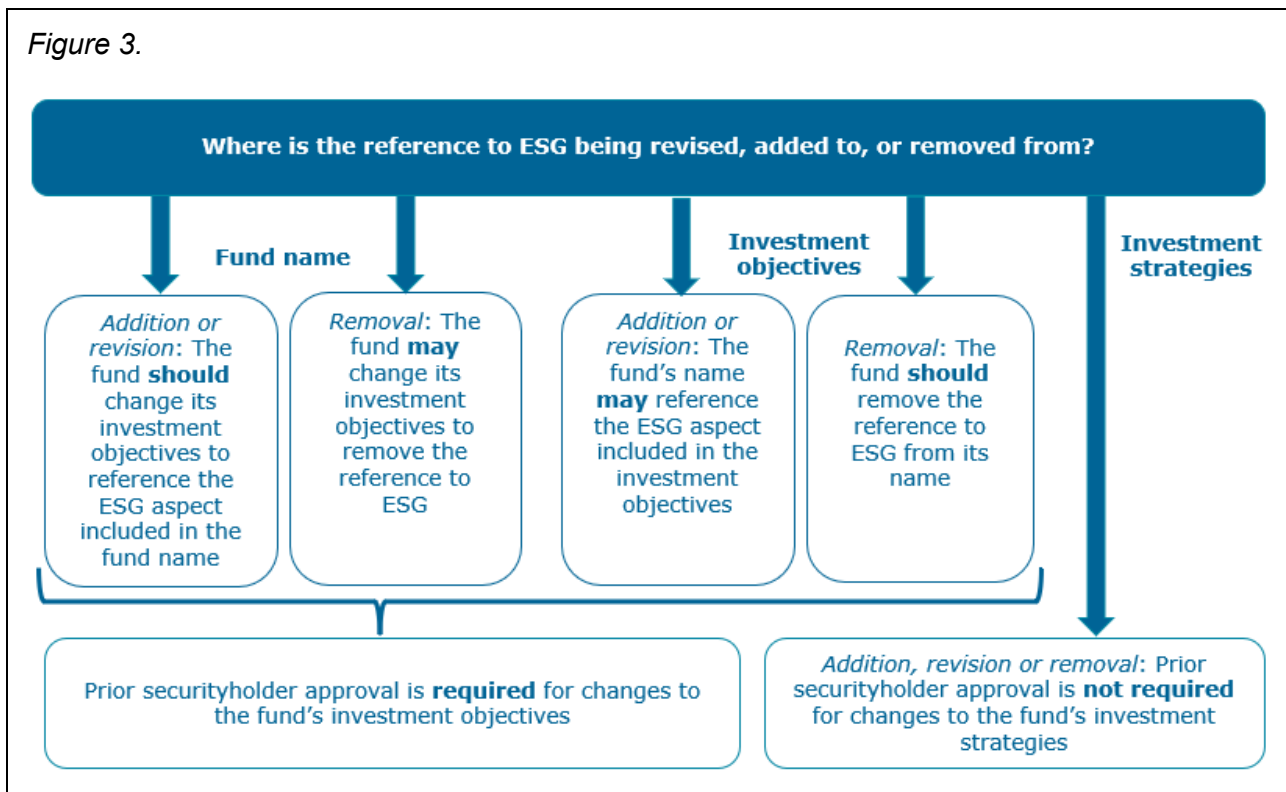 Figure 3.
Where is the reference to ESG being revised, added to, or removed from?
Fund name
Investment
objectives
Investment
strategies
Addition or
revision: The
fund should
change its
investment
objectives to
reference the
ESG aspect
included in the
fund name
Removal: The
fund may
change its
investment
objectives to
remove the
reference to
ESG
Addition or
revision: The
fund’s name
may reference
the ESG aspect
included in the
investment
objectives
Removal: The
fund should
remove the
reference to
ESG from its
name
Prior securityholder approval is required for changes to
the fund’s investment objectives
Addition, revision or removal: Prior
securityholder approval is not required
for changes to the fund’s investment
strategies